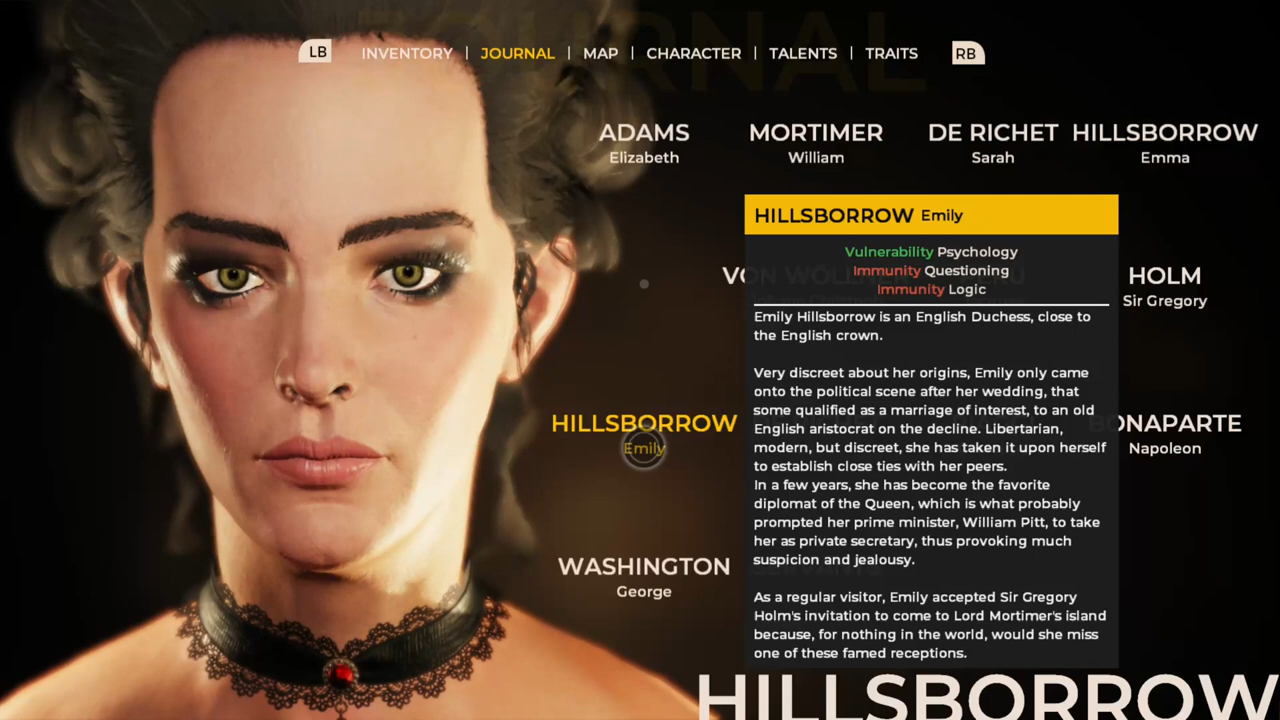 JOURNAL
LB INVENTORY | JOURNAL | MAP | CHARACTER | TALENTS | TRAITS RB
ADAMS MORTIMER DE RICHET HILLSBORROW
Elizabeth William Sarah Emma
HILLSBORROW Emily
Vulnerability Psychology
Immunity Questioning
Immunity Logic
HOLM
Sir Gregory
Emily Hillsborrow is an English Duchess, close to
the English crown.
Very discreet about her origins, Emily only came
onto the political scene after her wedding, that
some qualified as a marriage of interest, to an old
English aristocrat on the decline. Libertarian,
modern, but discreet, she has taken it upon herself
to establish close ties with her peers.
In a few years, she has become the favorite
diplomat of the Queen, which is what probably
prompted her prime minister, William Pitt, to take
her as private secretary, thus provoking much
suspicion and jealousy.
As a regular visitor, Emily accepted Sir Gregory
Holm's invitation to come to Lord Mortimer's island
because, for nothing in the world, would she miss
one of these famed receptions.
HILLSBORROW BONAPARTE
Emily Napoleon
WASHINGTON
George
HILLSBORROW